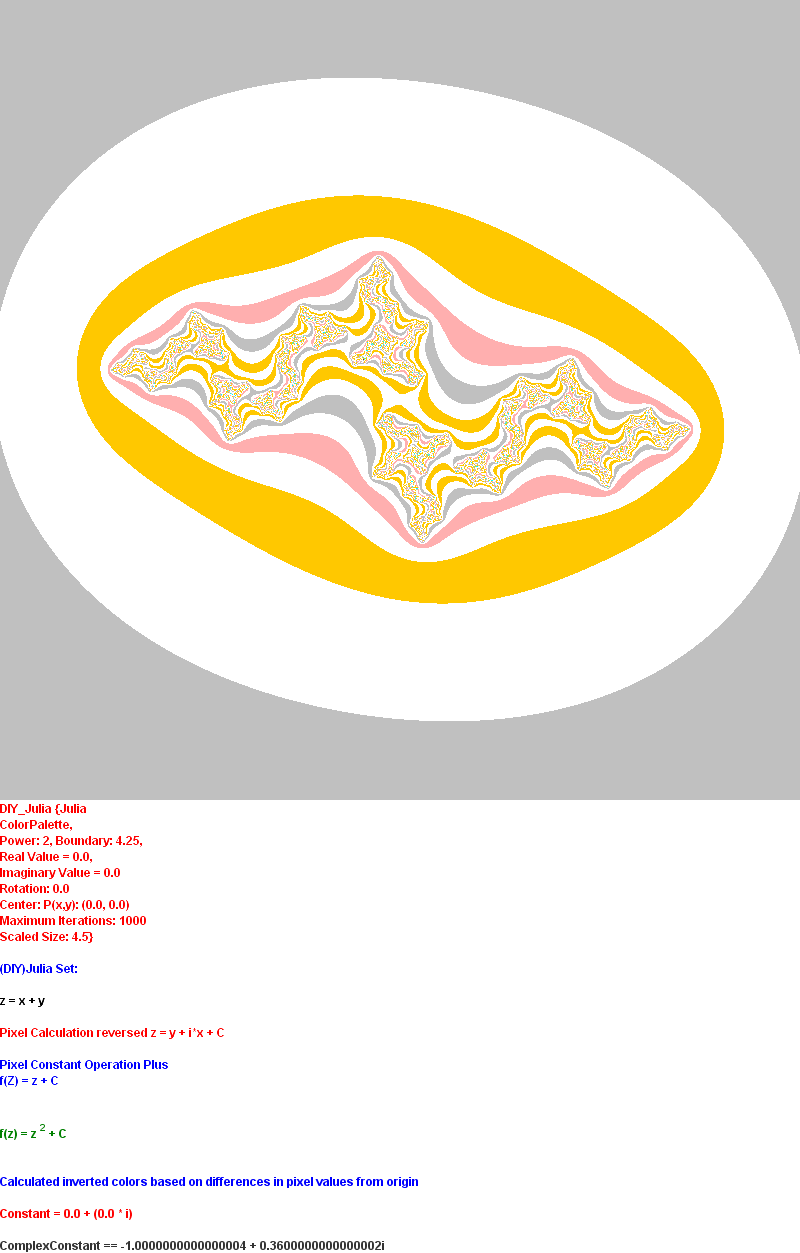 DIY_Julia {Julia
ColorPalette,
Power: 2, Boundary: 4.25,
Real Value = 0.0,
Imaginary Value = 0.0
Rotation: 0.0
Center: P(x,y): (0.0, 0.0)
Maximum Iterations: 1000
Scaled Size: 4.5}
(DIY)Julia Set:
z = x + y
Pixel Calculation reversed z = y + i*x + C
Pixel Constant Operation Plus
f(Z) = z + C
f(z) = z 2 + C
Calculated inverted colors based on differences in pixel values from origin
Constant = 0.0 + (0.0 * i)
ComplexConstant == -1.0000000000000004 + 0.3600000000000002i